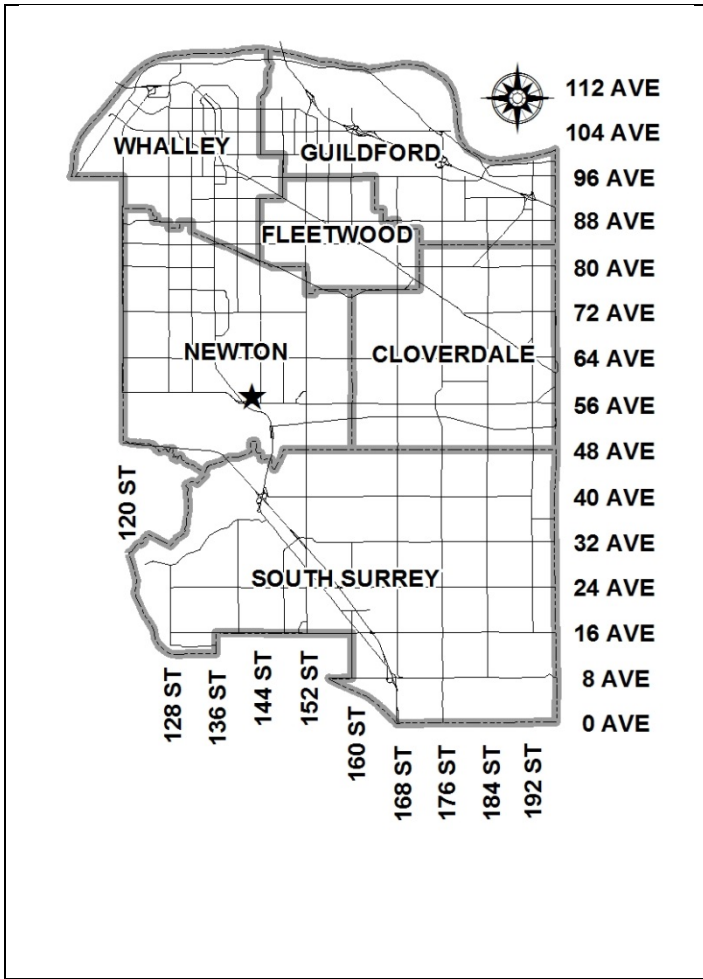 112 AVE
104 AVE
WHALLEY
GUILDFORD
96 AVE
88 AVE
FLEETWOOD
80 AVE
72 AVE
NEWTON
CLOVERDALE
64 AVE
56 AVE
48 AVE
120 ST
40 AVE
32 AVE
SOUTH SURREY
24 AVE
16 AVE
128 ST
136 ST
144 ST
152 ST
8 AVE
160 ST
0 AVE
168 ST
176 ST
184 ST
192 ST